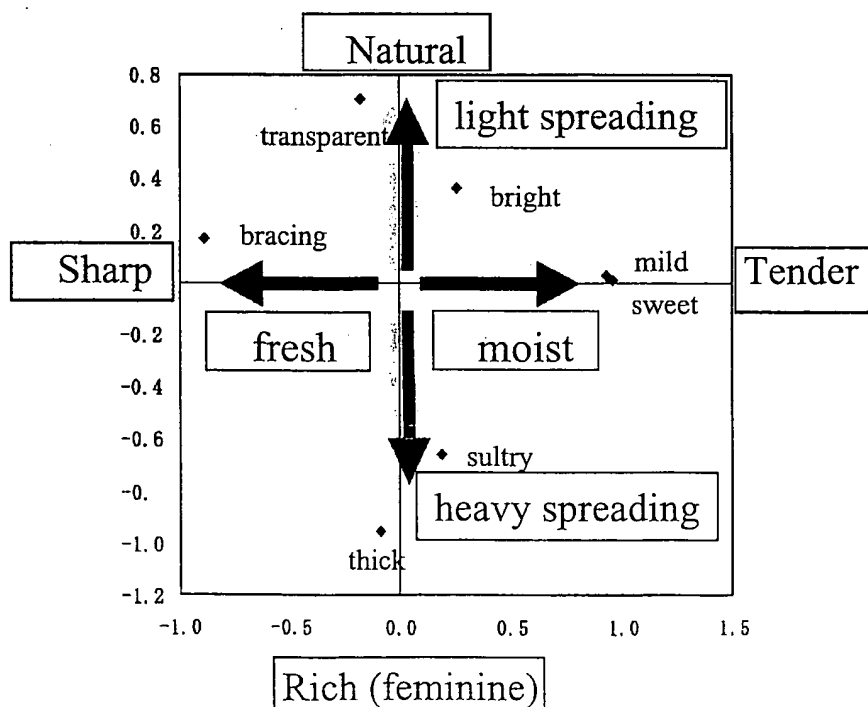 Natural
0.8
light spreading
0.6
transparent
0.4
bright
0.2
bracing
mild
Sharp
Tender
sweet
-0.2
fresh
moist
-0.4
-0.6
sultry
-0.
heavy spreading
-1.0
thick
-1.2
-1.0
-0.5
0.0
0.5
1.0
1.5
Rich (feminine)